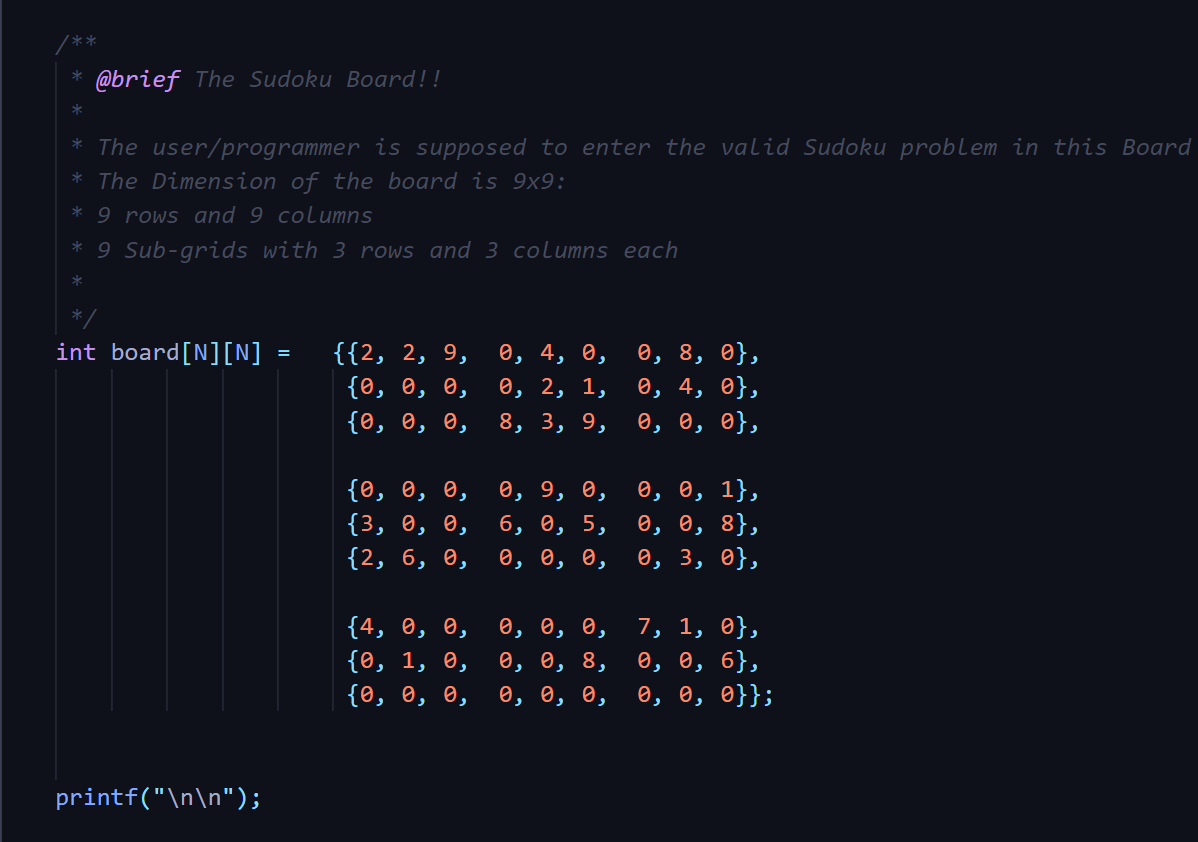 /**
* @brief The Sudoku Board!!
*
* The user/programmer is supposed to enter the valid Sudoku problem in this Board
* The Dimension of the board is 9x9:
* 9 rows and 9 columns
* 9 Sub-grids with 3 rows and 3 columns each
*
*/
int board[N][N] =   {{2, 2, 9,  0, 4, 0,  0, 8, 0},
{0, 0, 0,  0, 2, 1,  0, 4, 0},
{0, 0, 0,  8, 3, 9,  0, 0, 0},
{0, 0, 0,  0, 9, 0,  0, 0, 1},
{3, 0, 0,  6, 0, 5,  0, 0, 8},
{2, 6, 0,  0, 0, 0,  0, 3, 0},
{4, 0, 0,  0, 0, 0,  7, 1, 0},
{0, 1, 0,  0, 0, 8,  0, 0, 6},
{0, 0, 0,  0, 0, 0,  0, 0, 0}};
printf("\n\n");